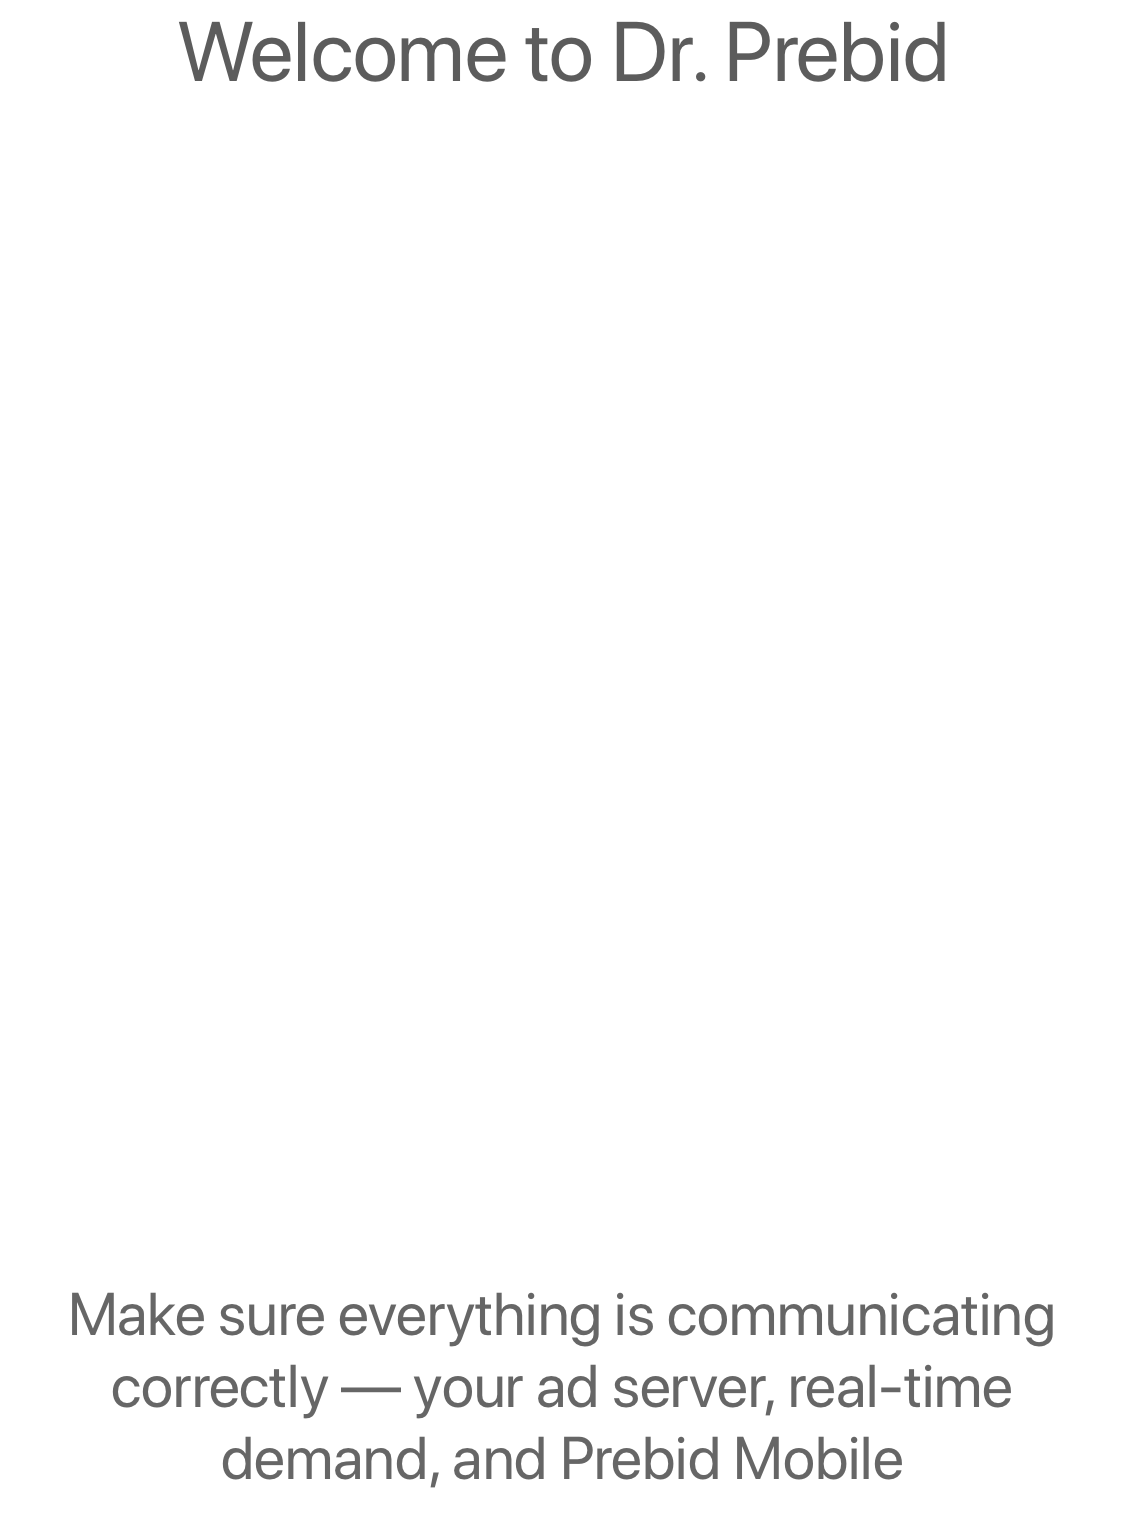 Welcome to Dr. Prebid
Make sure everything is communicating
correctly — your ad server, real-time
demand, and Prebid Mobile